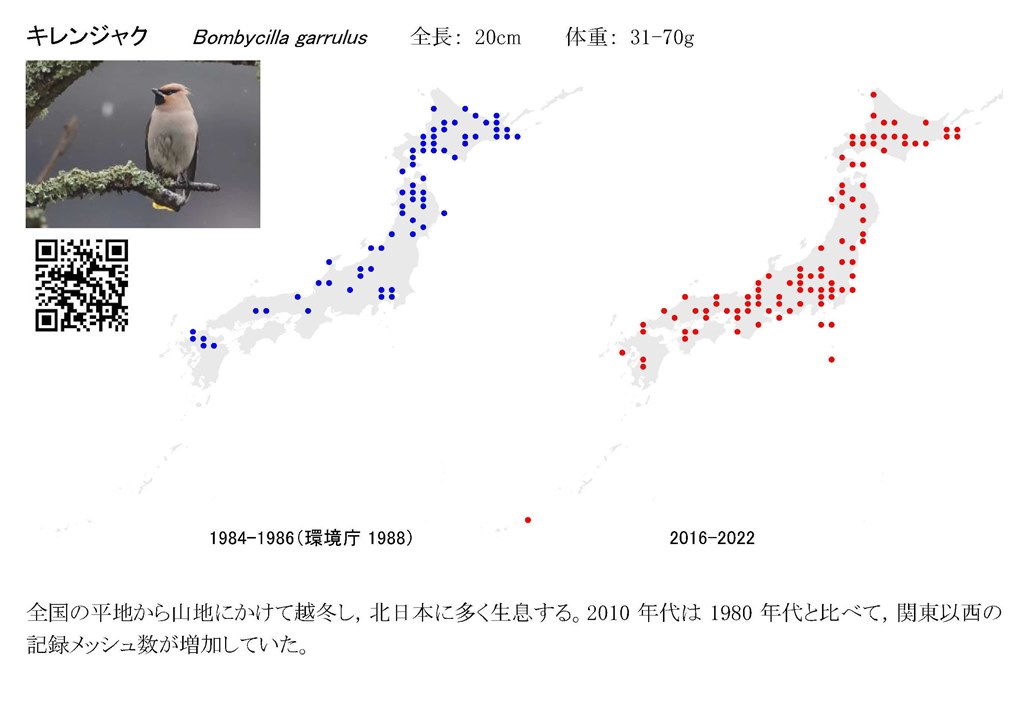 キレンジャク Bombycilla garrulus 全長： 20cm 体重： 31-70g
1984-1986（環境庁 1988） 2016-2022
全国の平地から山地にかけて越冬し，北日本に多く生息する。2010 年代は 1980 年代と比べて，関東以西の
記録メッシュ数が増加していた。